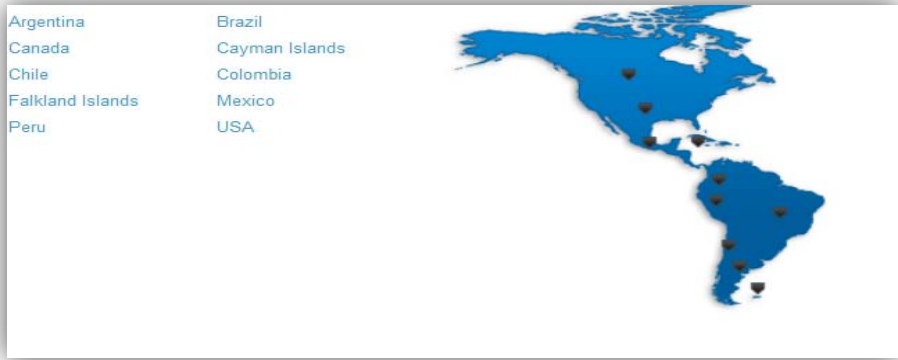 Argentina Brazil
Canada Cayman Islands
Chile Colombia
Falkland Islands Mexico
Peru USA